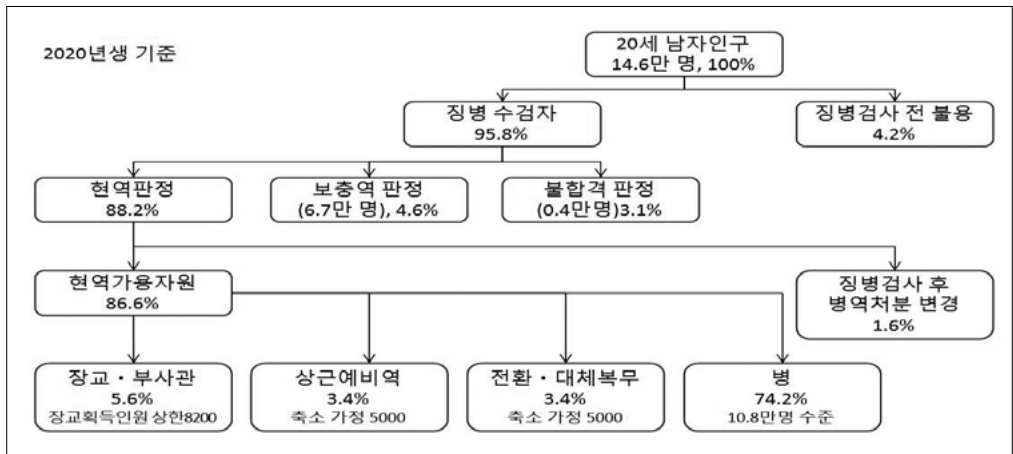 2020년생 기준
20세 남자인구
14.6만 명, 100%
징병 수검자
95.8%
징병검사 전 불용
4.2%
현역판정
88.2%
보충역 판정
(6.7만 명), 4.6%
불합격 판정
(0.4만명)3.1%
현역가용자원
86.6%
징병검사 후
병역처분 변경
1.6%
장교・부사관
5.6%
장교획득인원 상한8200
상근예비역
3.4%
축소 가정 5000
전환・대체복무
3.4%
축소 가정 5000
병
74.2%
10.8만명 수준